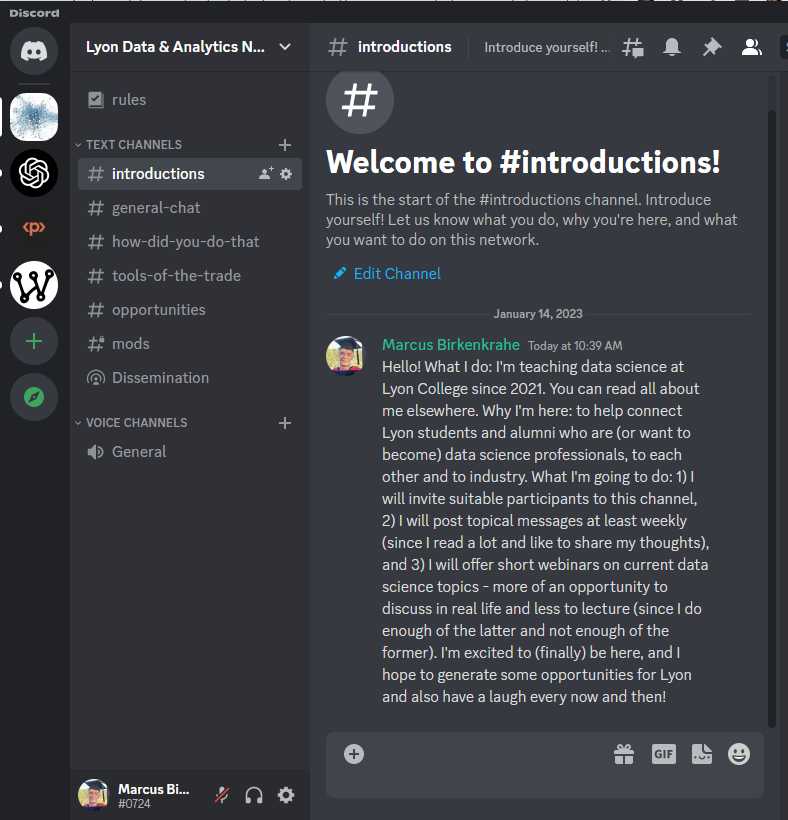 Discord
Lyon Data & Analytics N...
introductions
Introduce yourself! ...
rules
TEXT CHANNELS
introductions
general-chat
how-did-you-do-that
tools-of-the-trade
opportunities
mods
Dissemination
VOICE CHANNELS
General
Marcus Bi...
#0724
Welcome to #introductions!
This is the start of the #introductions channel. Introduce
yourself! Let us know what you do, why you're here, and what
you want to do on this network.
Edit Channel
January 14, 2023
Marcus Birkenkrahe Today at 10:39 AM
Hello! What I do: I'm teaching data science at
Lyon College since 2021. You can read all about
me elsewhere. Why I'm here: to help connect
Lyon students and alumni who are (or want to
become) data science professionals, to each
other and to industry. What I'm going to do: 1) I
will invite suitable participants to this channel,
2) I will post topical messages at least weekly
(since I read a lot and like to share my thoughts),
and 3) I will offer short webinars on current data
science topics - more of an opportunity to
discuss in real life and less to lecture (since I do
enough of the latter and not enough of the
former). I'm excited to (finally) be here, and I
hope to generate some opportunities for Lyon
and also have a laugh every now and then!
GIF